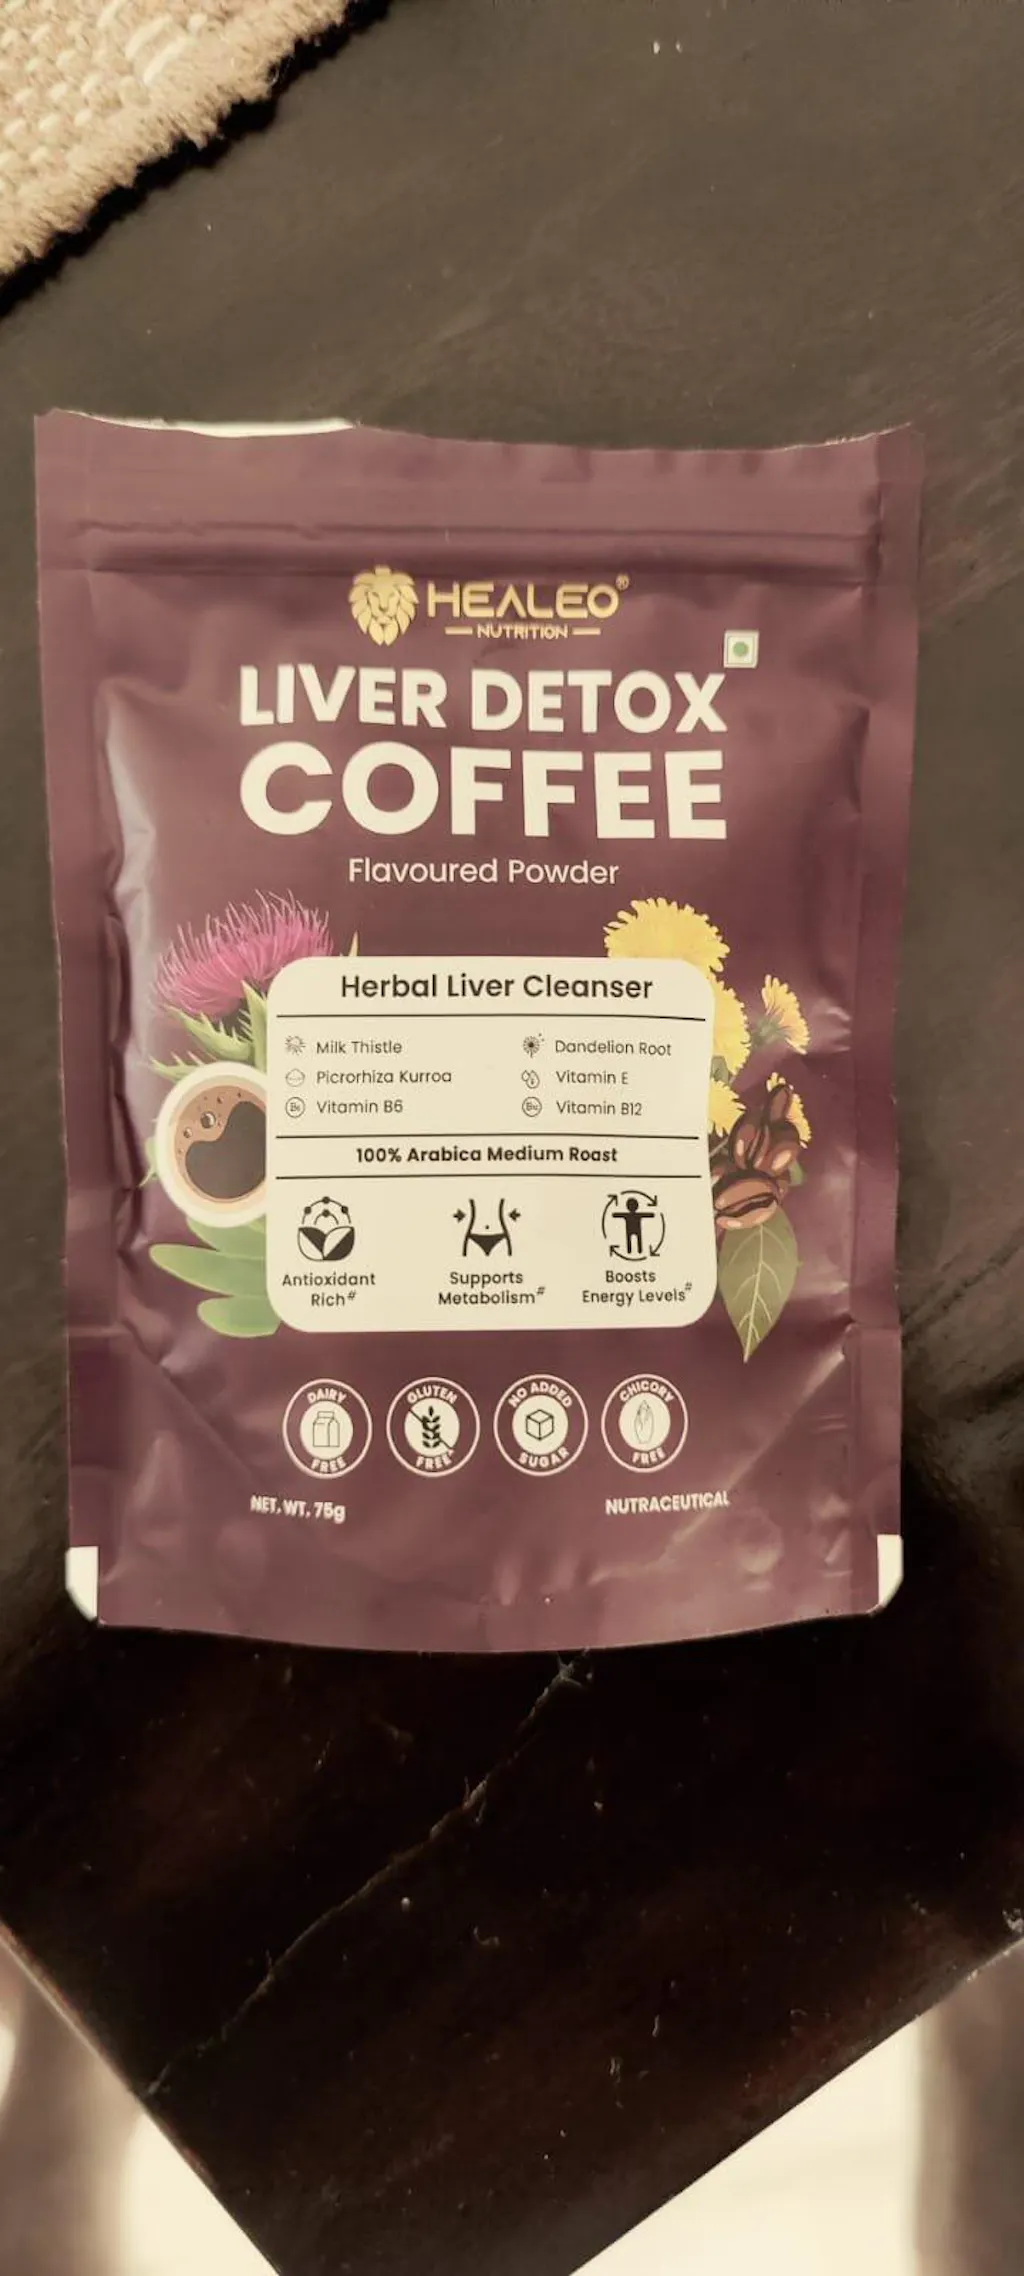 HEALEO®
NUTRITION
LIVER DETOX
COFFEE
Flavoured Powder
Herbal Liver Cleanser
Milk Thistle
Dandelion Root
Picrorhiza Kurroa
Vitamin E
B6 Vitamin B6
B12 Vitamin B12
100% Arabica Medium Roast
Antioxidant
Rich#
Supports
Metabolism#
Boosts
Energy Levels#
DAIRY
FREE
GLUTEN
FREE
NO ADDED
SUGAR
CHICORY
FREE
NET. WT. 75g
NUTRACEUTICAL